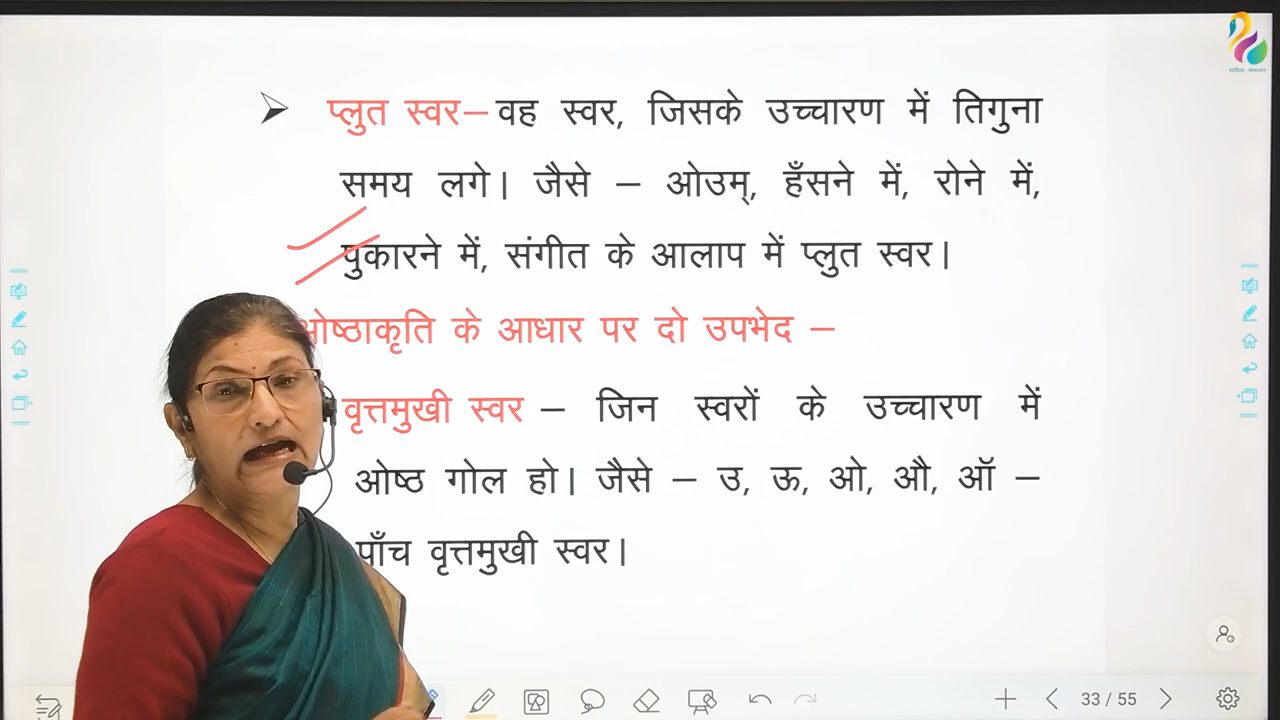 प्लुत स्वर– वह स्वर, जिसके उच्चारण में तिगुना
समय लगे। जैसे – ओउम्, हँसने में, रोने में,
पुकारने में, संगीत के आलाप में प्लुत स्वर।
ओष्ठाकृति के आधार पर दो उपभेद –
वृत्तमुखी स्वर – जिन स्वरों के उच्चारण में
ओष्ठ गोल हो। जैसे – उ, ऊ, ओ, औ, ऑ –
पाँच वृत्तमुखी स्वर।
33 / 55